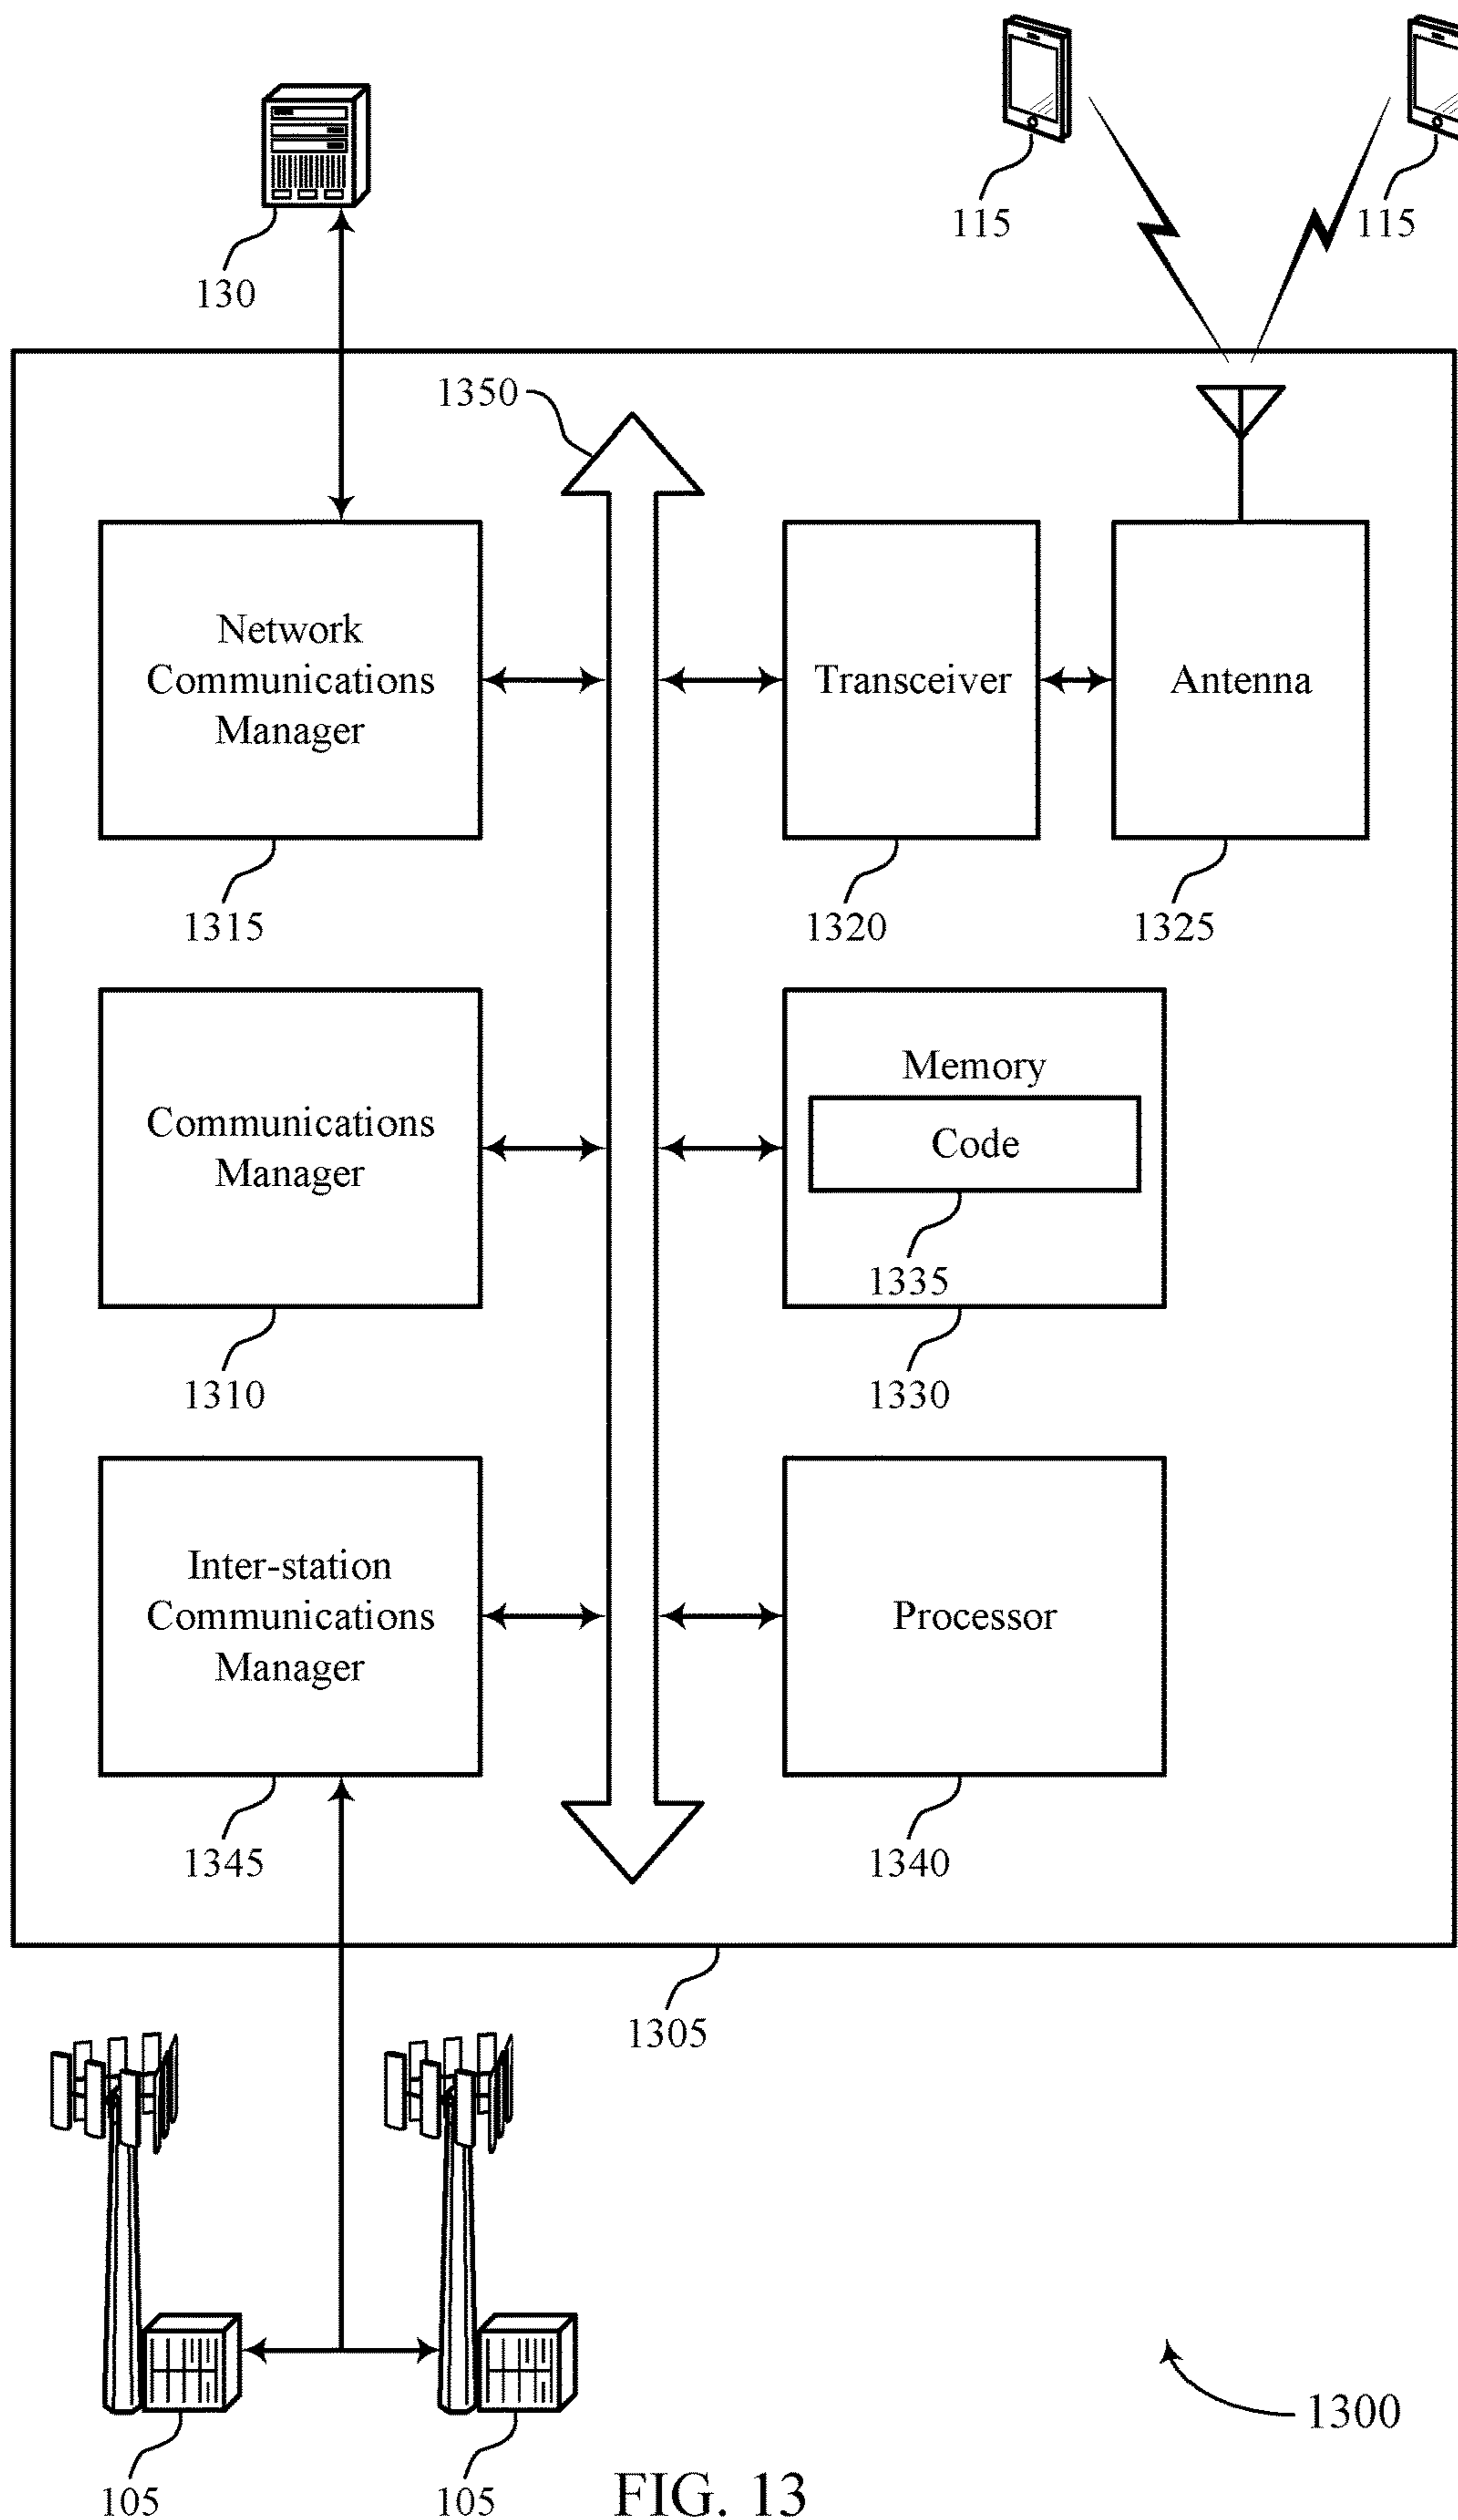 115
115
130
1350
Network
Communications
Manager
Transceiver
Antenna
1315
1320
1325
Communications
Manager
Memory
Code
1335
1310
1330
Inter-station
Communications
Manager
Processor
1345
1340
1305
1300
105
105
FIG. 13